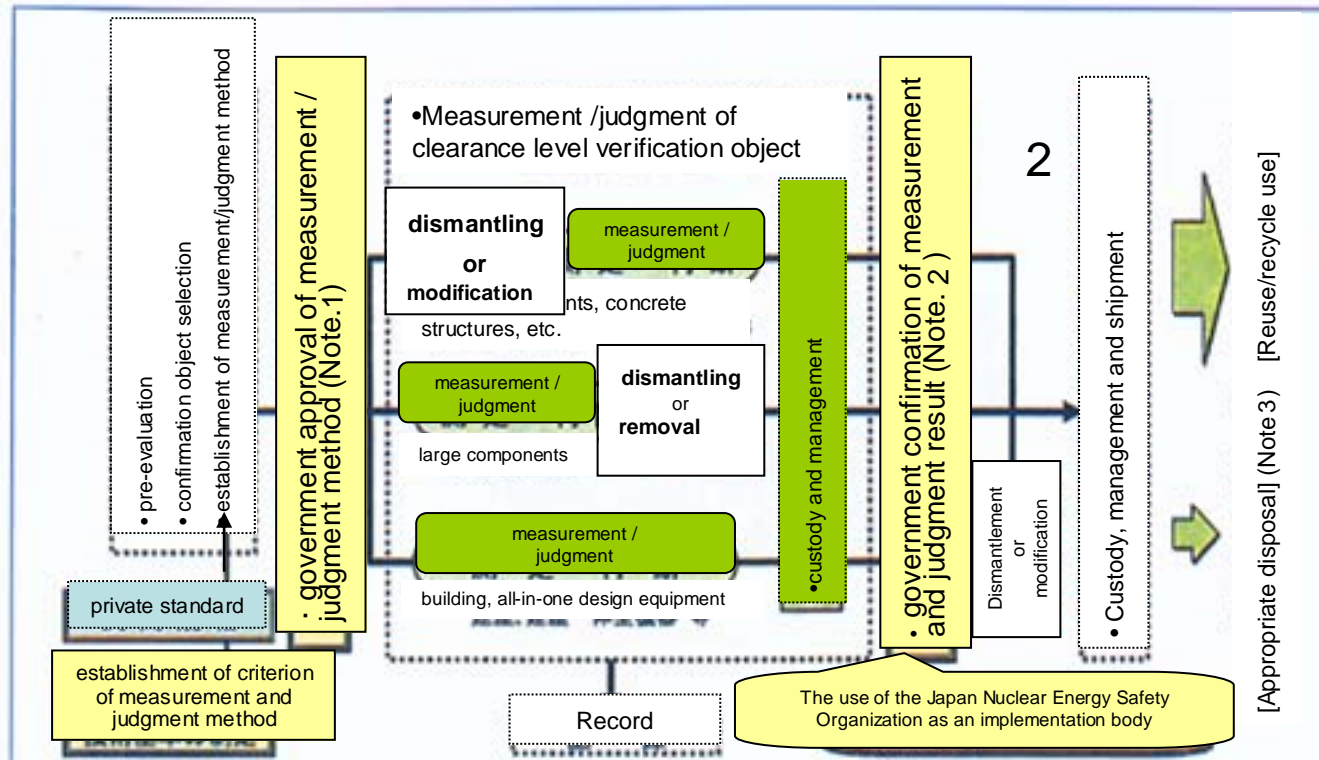 • pre-evaluation
• confirmation object selection
• establishment of measurement/judgment method
private standard
establishment of criterion
of measurement and
judgment method
• government approval of measurement /
judgment method (Note.1)
•Measurement /judgment of
clearance level verification object
dismantling
or
modification
measurement /
judgment
nts, concrete
structures, etc.
measurement /
judgment
dismantling
or
removal
large components
measurement /
judgment
building, all-in-one design equipment
•custody and management
Record
• government confirmation of measurement
and judgment result (Note. 2 )
The use of the Japan Nuclear Energy Safety
Organization as an implementation body
2
Dismantlement
or
modification
• Custody, management and shipment
[Reuse/recycle use]
[Appropriate disposal] (Note 3 )